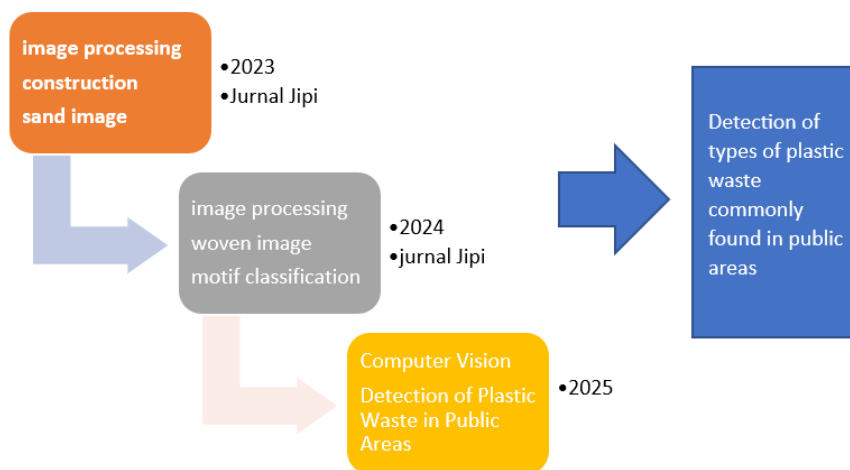 image processing
construction
sand image
•2023
•Jurnal Jipi
image processing
woven image
motif classification
•2024
•jurnal Jipi
Computer Vision
Detection of Plastic
Waste in Public
Areas
•2025
Detection of
types of plastic
waste
commonly
found in public
areas